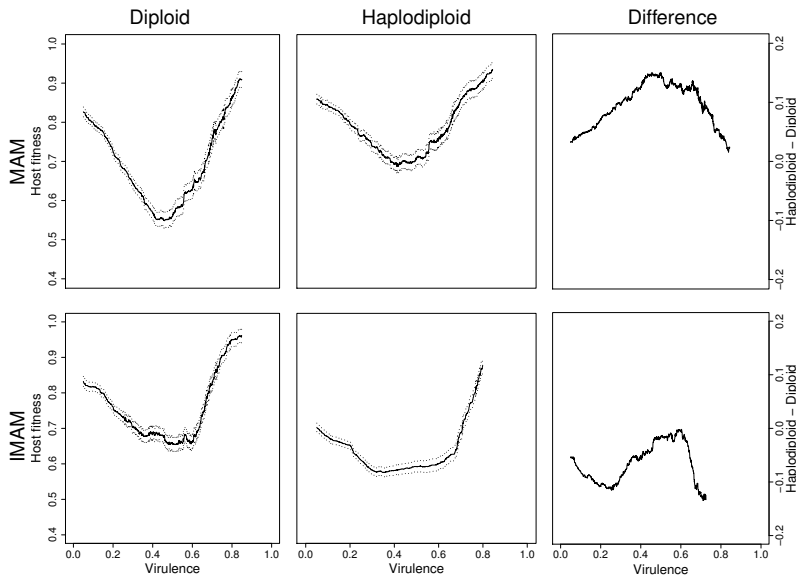 Diploid
Haplodiploid
Difference
MAM
Host fitness
1.0
0.9
0.8
0.7
0.6
0.5
0.4
0.2
0.1
0.0
−0.1
−0.2
Haplodiploid − Diploid
IMAM
Host fitness
1.0
0.9
0.8
0.7
0.6
0.5
0.4
0.2
0.1
0.0
−0.1
−0.2
Haplodiploid − Diploid
0.0 0.2 0.4 0.6 0.8 1.0
0.0 0.2 0.4 0.6 0.8 1.0
0.0 0.2 0.4 0.6 0.8 1.0
Virulence
Virulence
Virulence